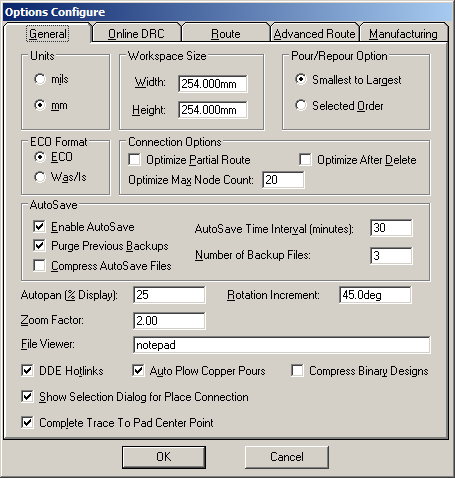 Options Configure
General Online DRC Route Advanced Route Manufacturing
Units Workspace Size Pour/Repour Option
mils Width: 254.000mm Smallest to Largest
mm Height: 254.000mm Selected Order
ECO Format Connection Options
ECO Optimize Partial Route Optimize After Delete
Was/Is Optimize Max Node Count: 20
AutoSave
Enable AutoSave AutoSave Time Interval (minutes): 30
Purge Previous Backups Number of Backup Files: 3
Compress AutoSave Files
Autopan (% Display): 25 Rotation Increment: 45.0deg
Zoom Factor: 2.00
File Viewer: notepad
DDE Hotlinks Auto Plow Copper Pours Compress Binary Designs
Show Selection Dialog for Place Connection
Complete Trace To Pad Center Point
OK Cancel